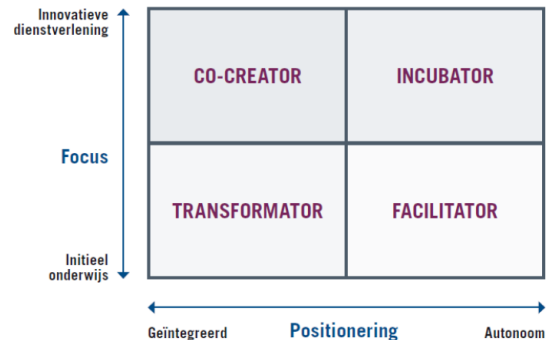 Innovatieve
dienstverlening
CO-CREATOR
INCUBATOR
Focus
TRANSFORMATOR
FACILITATOR
Initieel
onderwijs
Geïntegreerd
Positionering
Autonoom